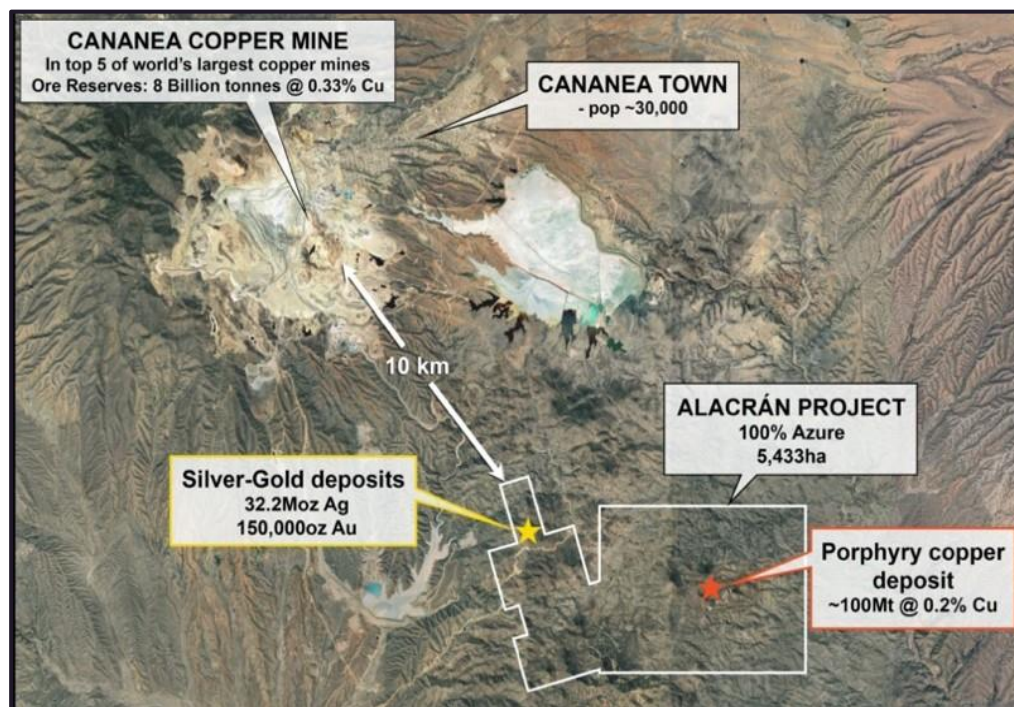 CANANEA COPPER MINE
In top 5 of world's largest copper mines
Ore Reserves: 8 Billion tonnes @ 0.33% Cu
CANANEA TOWN
- pop ~30,000
10 km
ALACRÁN PROJECT
100% Azure
5,433ha
Silver-Gold deposits
32.2Moz Ag
150,000oz Au
Porphyry copper
deposit
~100Mt @ 0.2% Cu